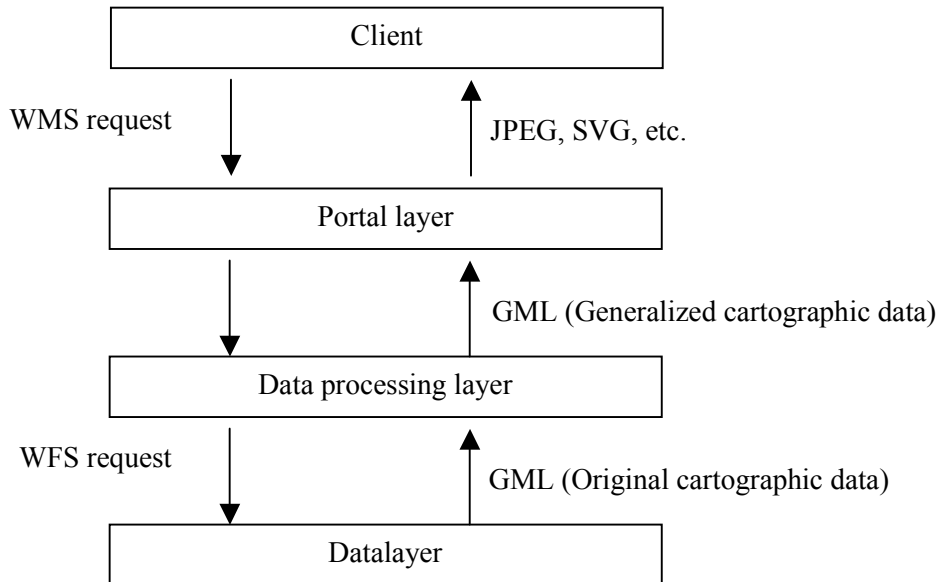 Client
WMS request
JPEG, SVG, etc.
Portal layer
GML (Generalized cartographic data)
Data processing layer
WFS request
GML (Original cartographic data)
Datalayer